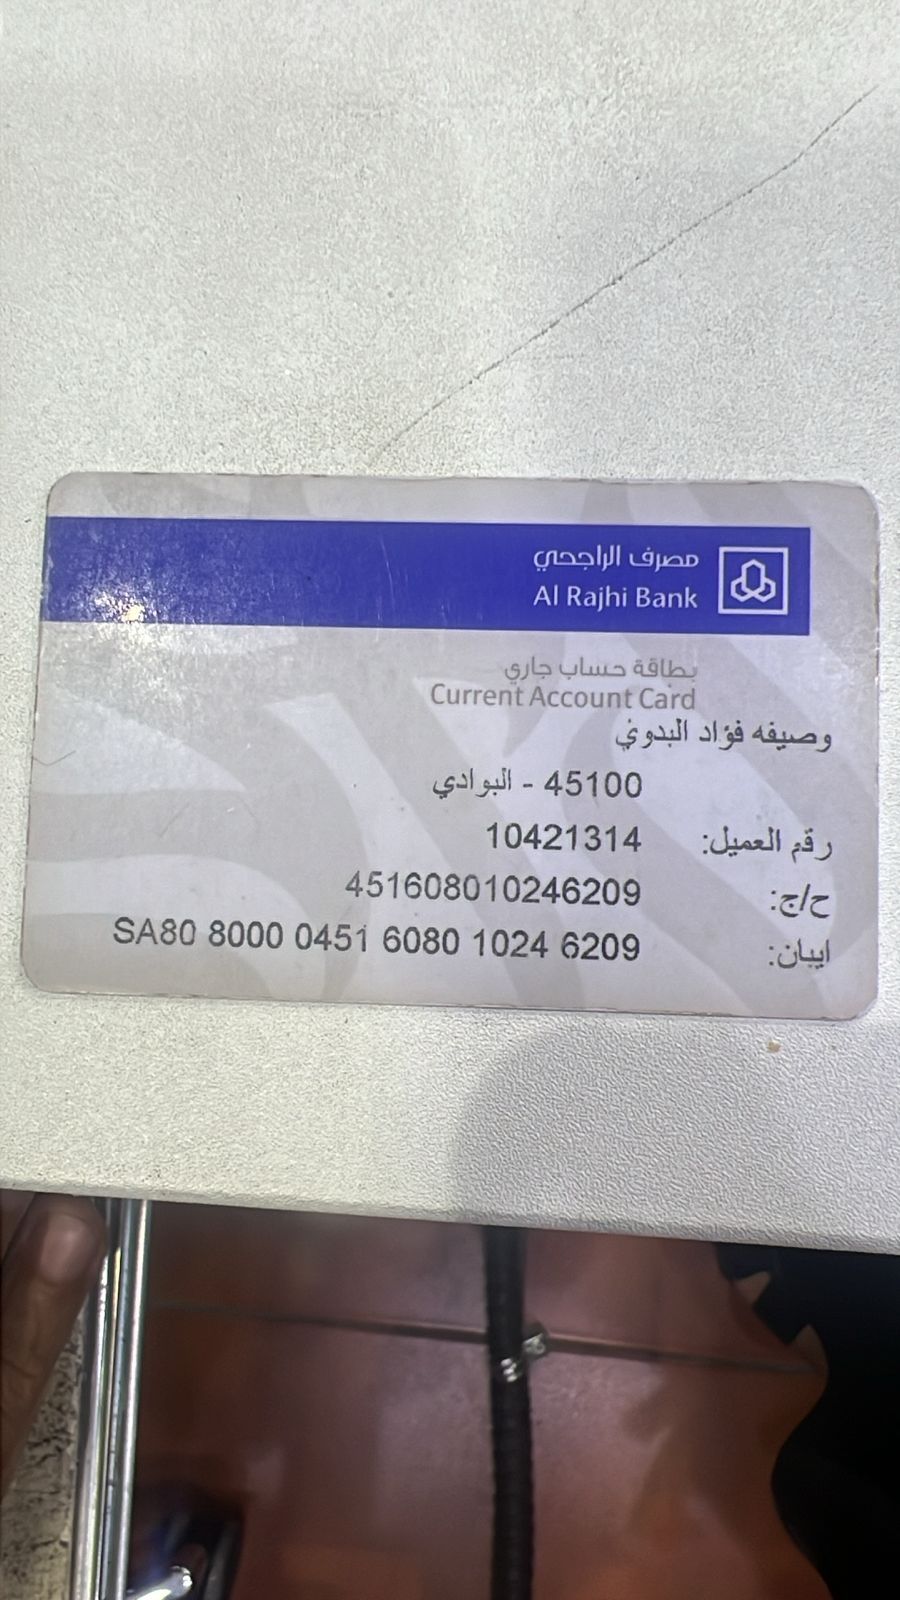 مصرف الراجحي
Al Rajhi Bank
بطاقة حساب جاري
Current Account Card
وصيفه فؤاد البدوي
45100 - البوادي
رقم العميل: 10421314
ح/ج: 451608010246209
ايبان: SA80 8000 0451 6080 1024 6209